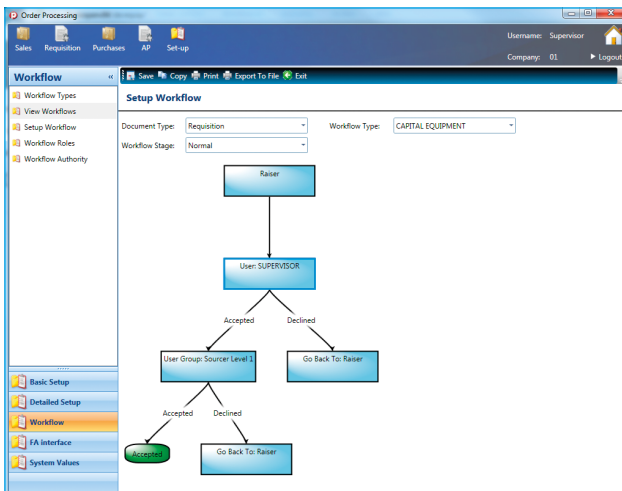 Order Processing
Sales Requisition Purchases AP Set-up
Username: Supervisor
Company: 01 Logout
Workflow «
Save Copy Print Export To File Exit
Workflow Types
View Workflows
Setup Workflow
Workflow Roles
Workflow Authority
Setup Workflow
Document Type: Requisition Workflow Type: CAPITAL EQUIPMENT
Workflow Stage: Normal
Raiser
User: SUPERVISOR
Accepted Declined
User Group: Sourcer Level 1 Go Back To: Raiser
Accepted Declined
Accepted Go Back To: Raiser
Basic Setup
Detailed Setup
Workflow
FA interface
System Values